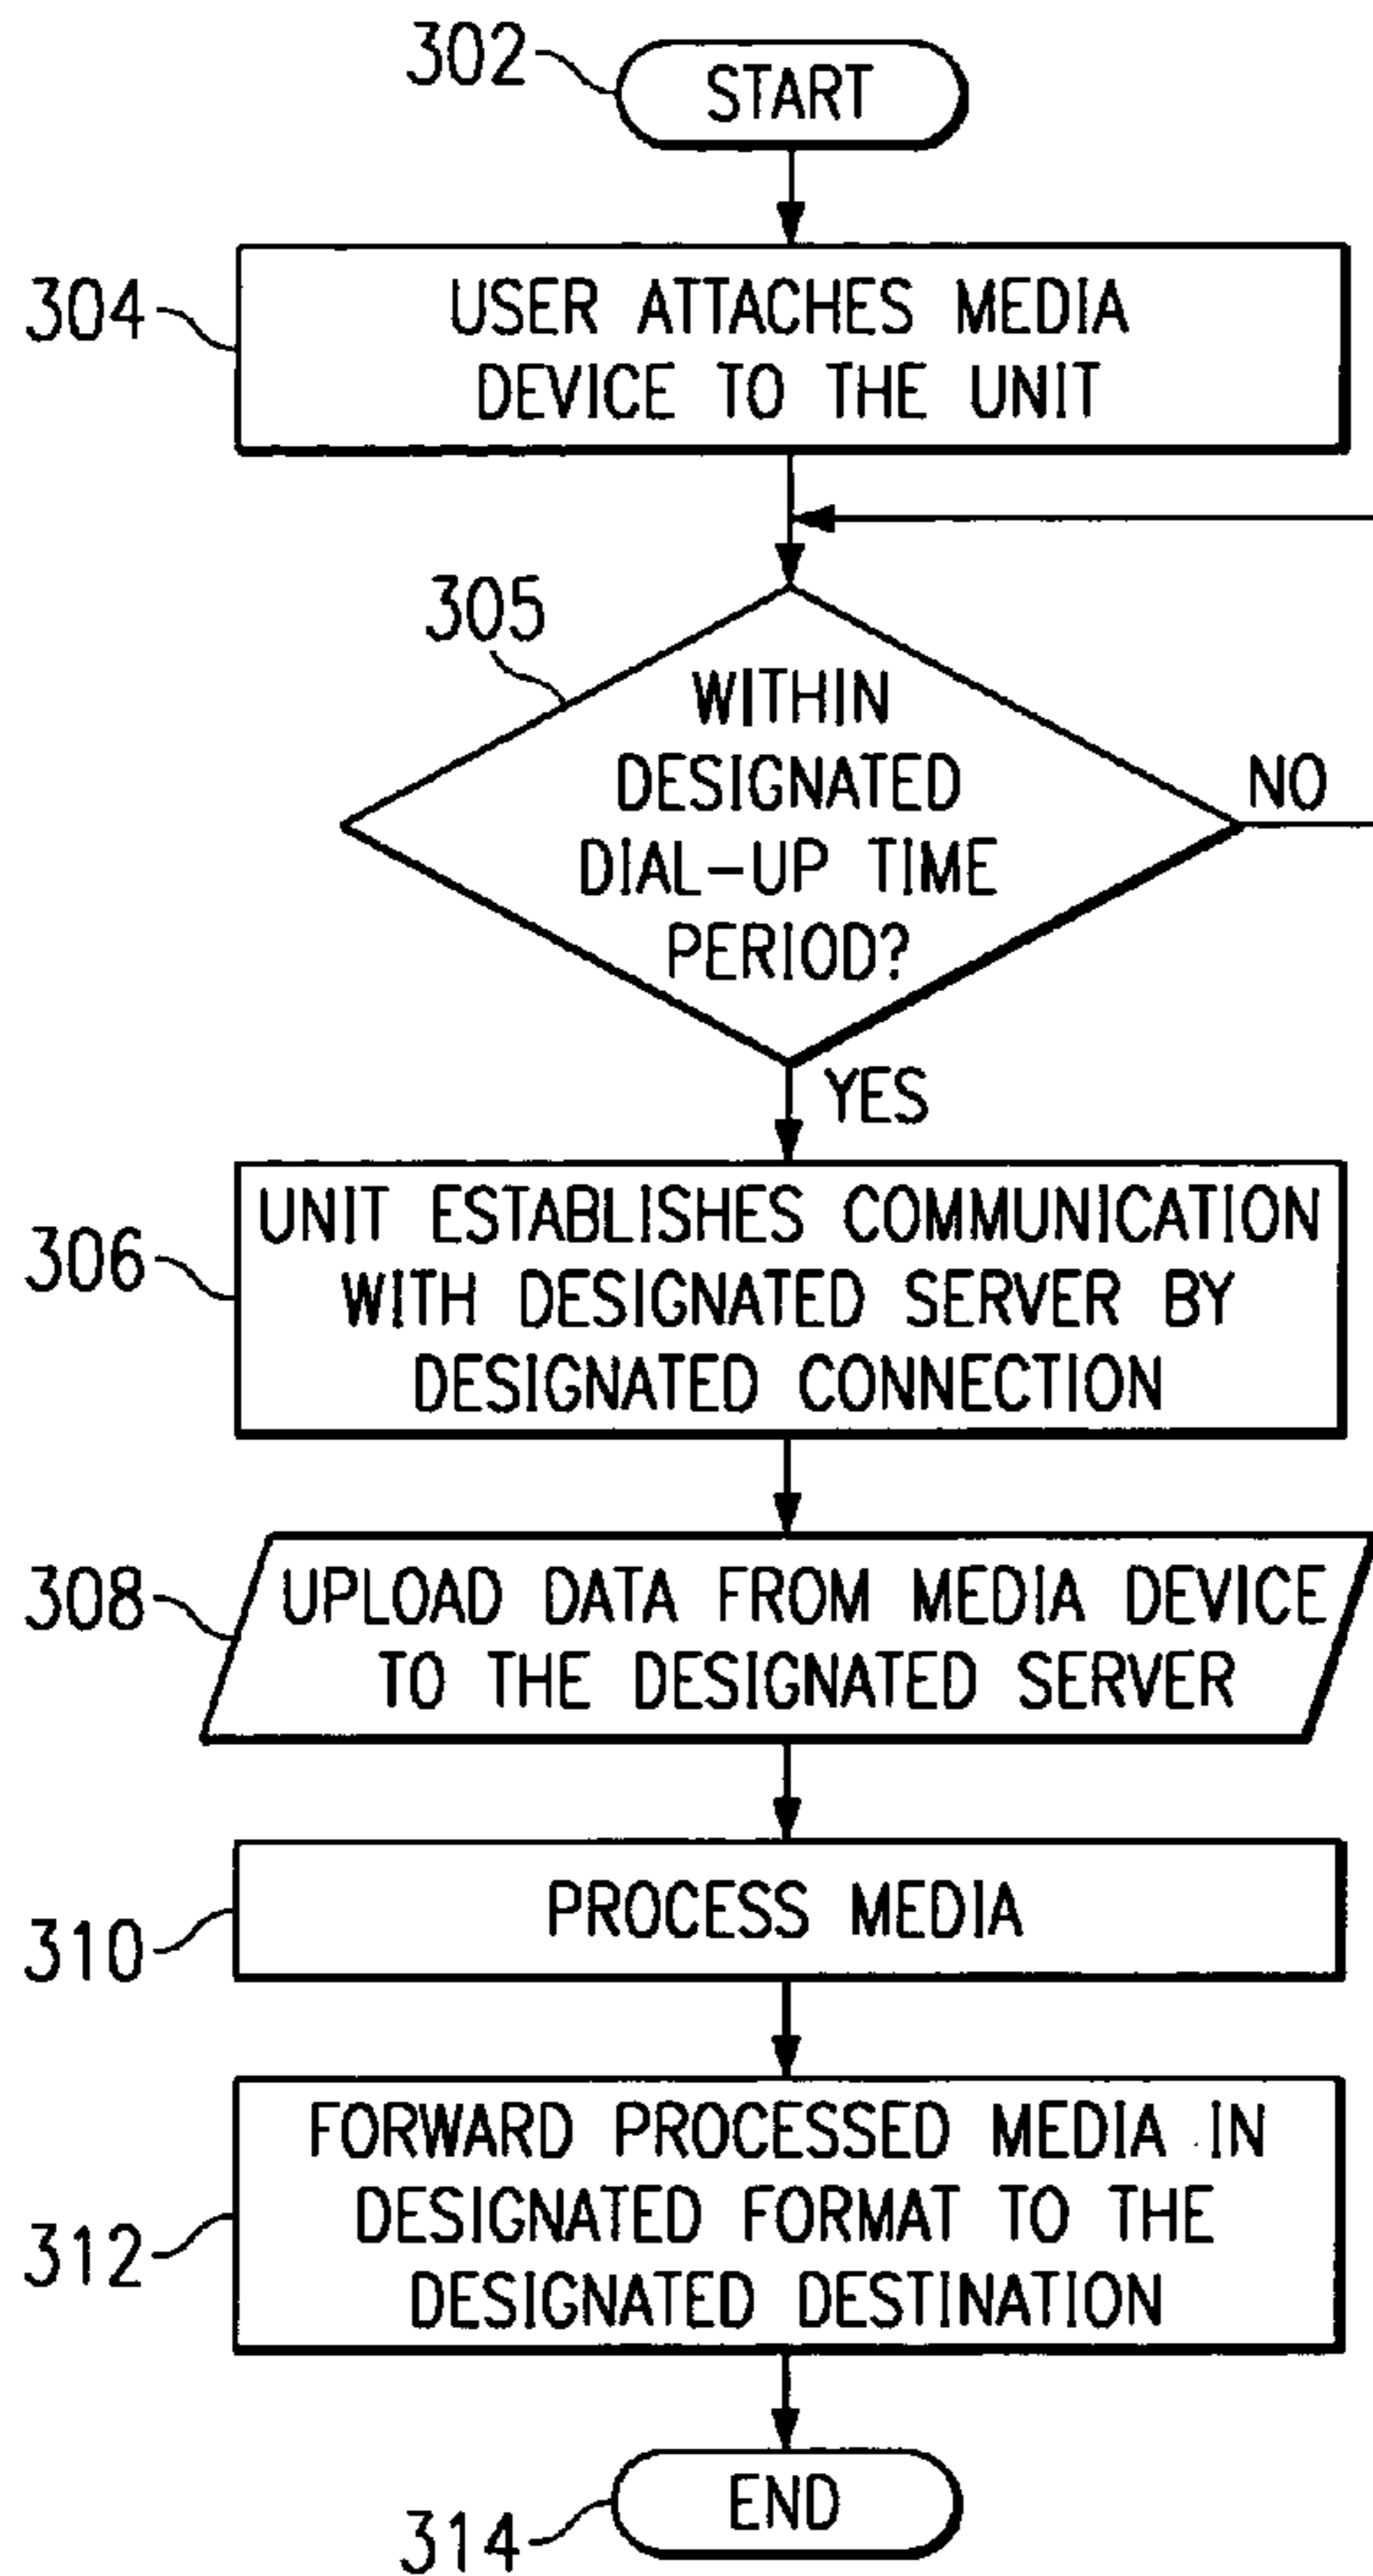 302
START
304
USER ATTACHES MEDIA
DEVICE TO THE UNIT
305
WITHIN
DESIGNATED
DIAL-UP TIME
PERIOD?
NO
YES
306
UNIT ESTABLISHES COMMUNICATION
WITH DESIGNATED SERVER BY
DESIGNATED CONNECTION
308
UPLOAD DATA FROM MEDIA DEVICE
TO THE DESIGNATED SERVER
310
PROCESS MEDIA
312
FORWARD PROCESSED MEDIA IN
DESIGNATED FORMAT TO THE
DESIGNATED DESTINATION
314
END